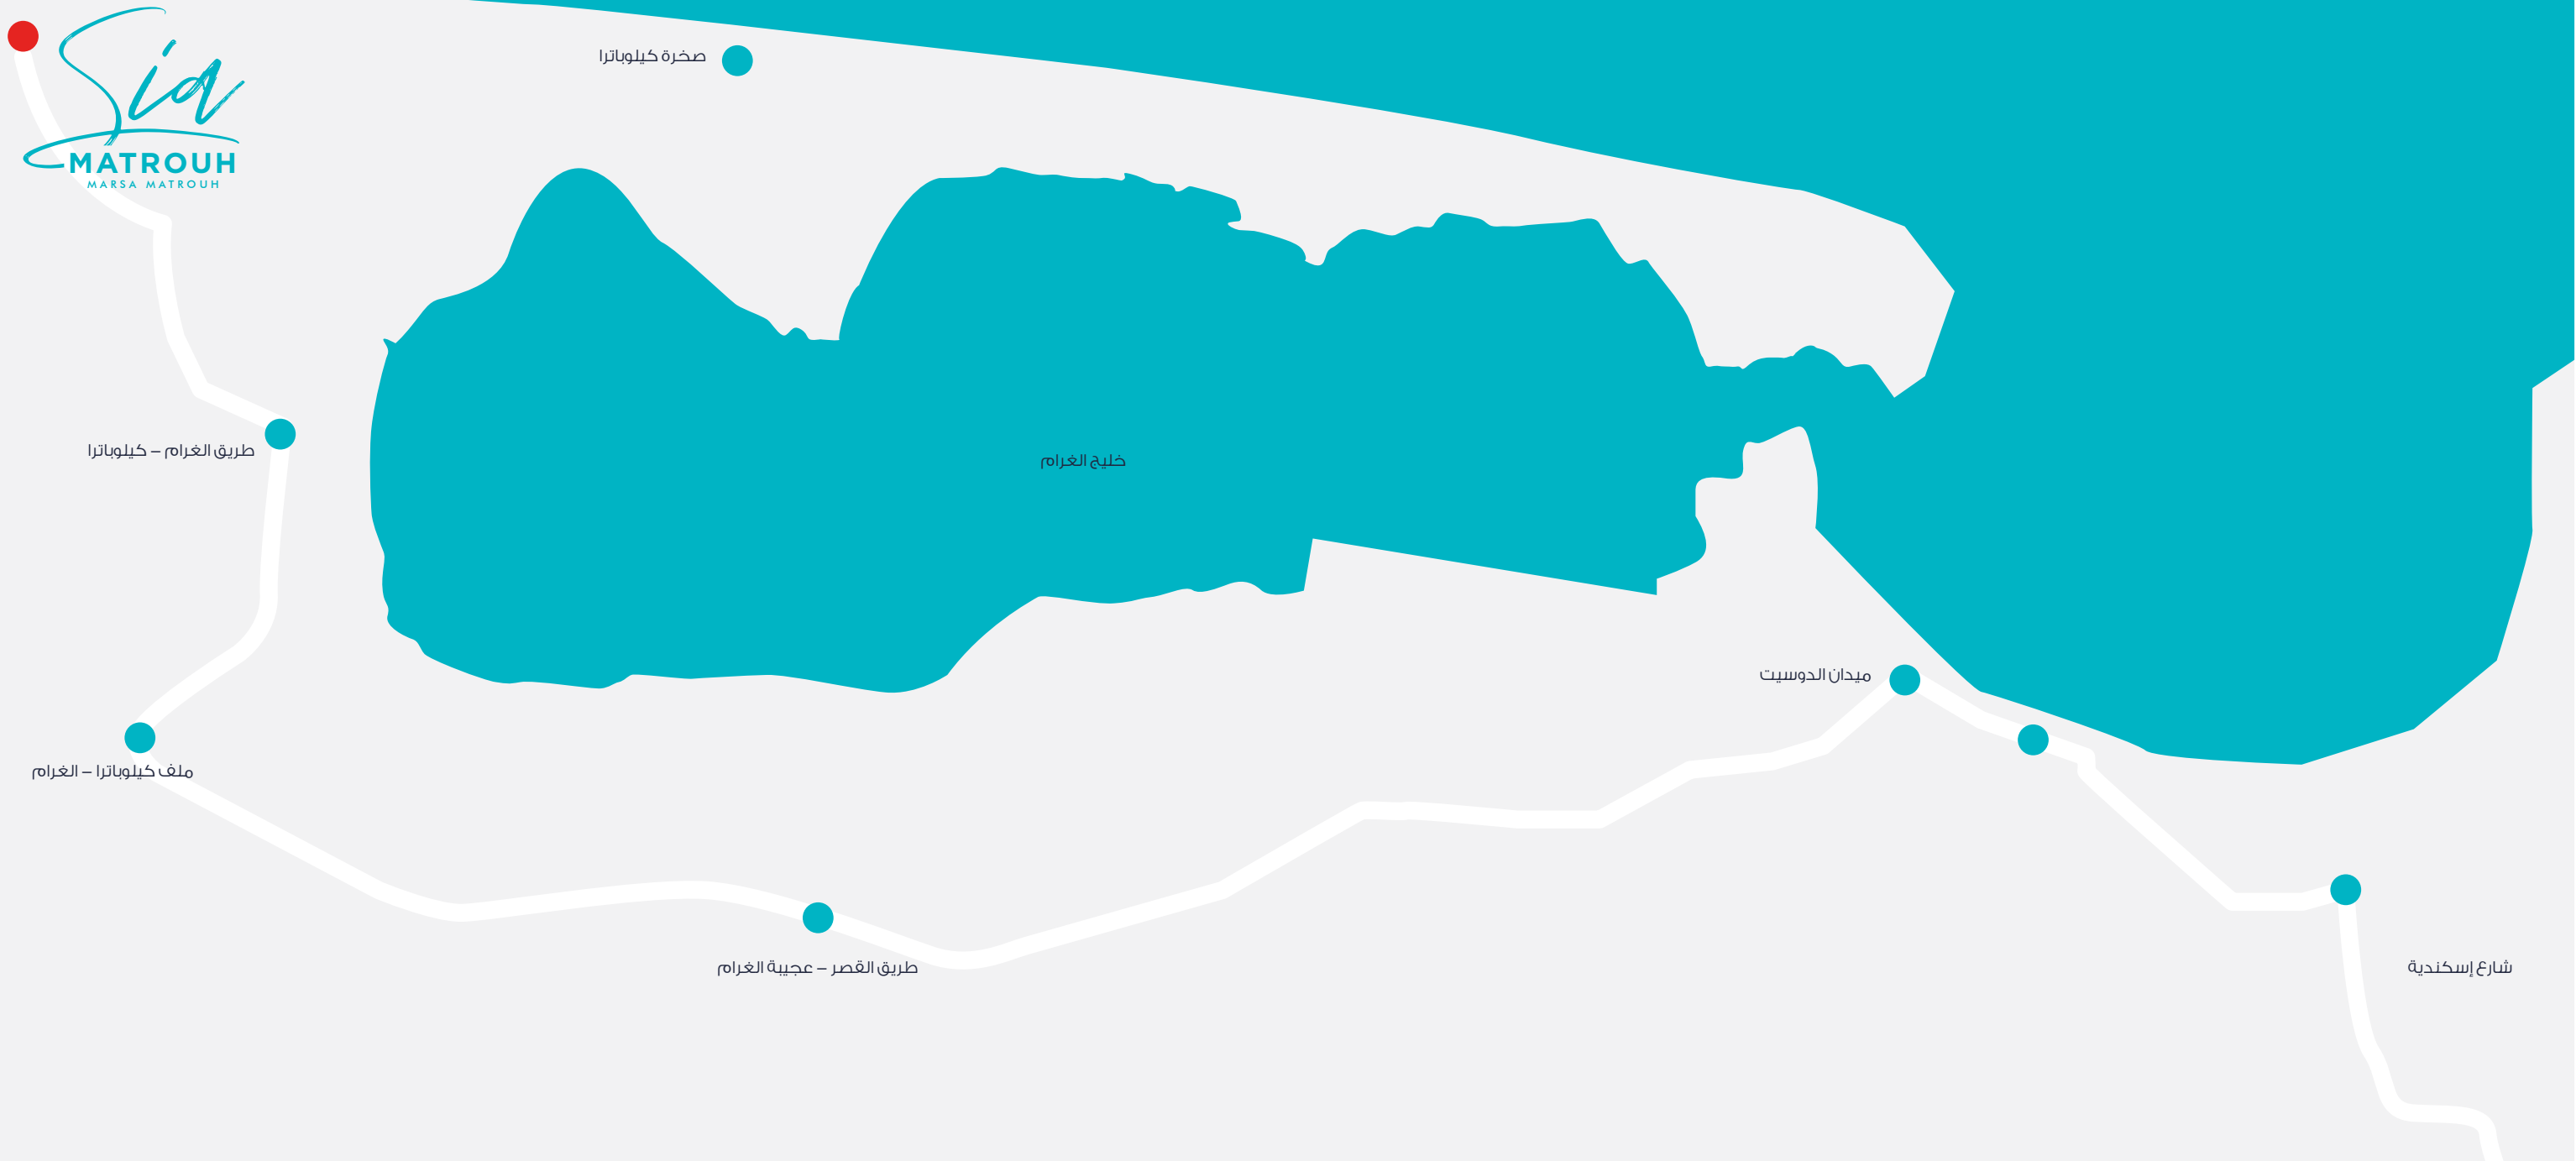 Sia
MATROUH
MARSA MATROUH
صخرة كيلوباترا
طريق الغرام – كيلوباترا
خليج الغرام
ميدان الدوسيت
ملف كيلوباترا – الغرام
طريق القصر – عجيبة الغرام
شارع إسكندية